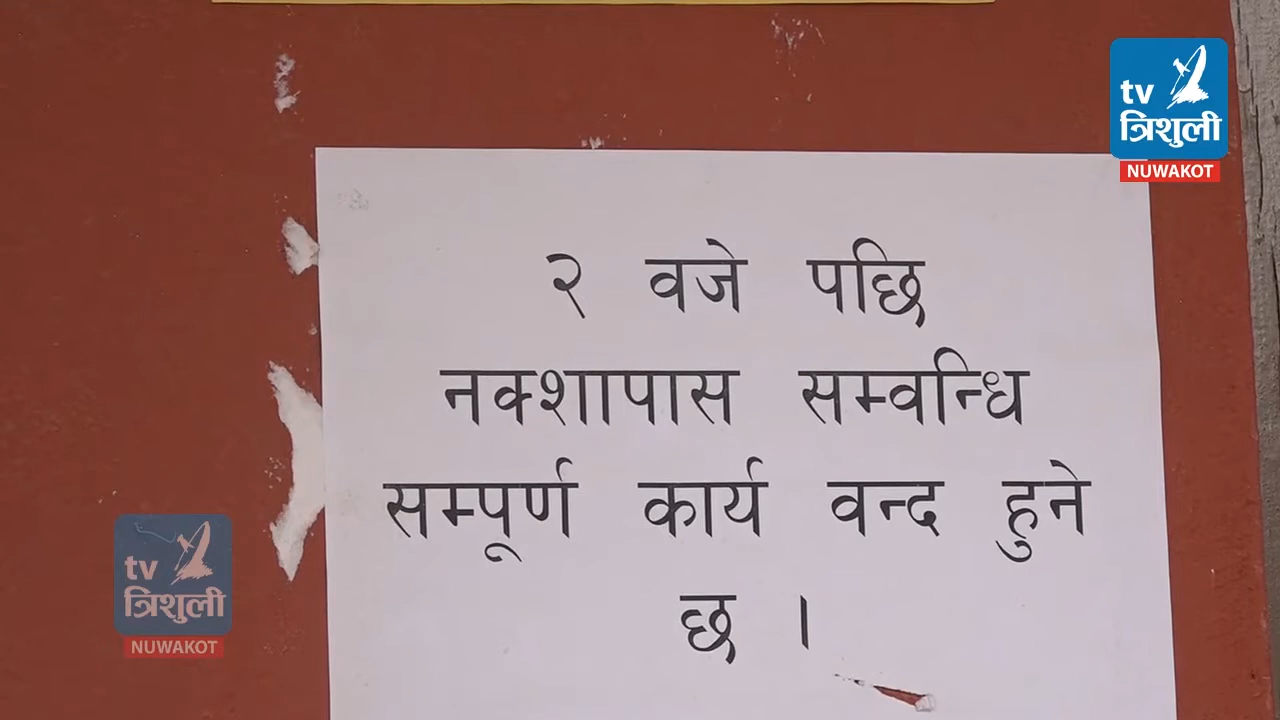 tv
त्रिशुली
NUWAKOT
२ वजे पछि
नक्शापास सम्वन्धि
सम्पूर्ण कार्य वन्द हुने
छ ।
tv
त्रिशुली
NUWAKOT